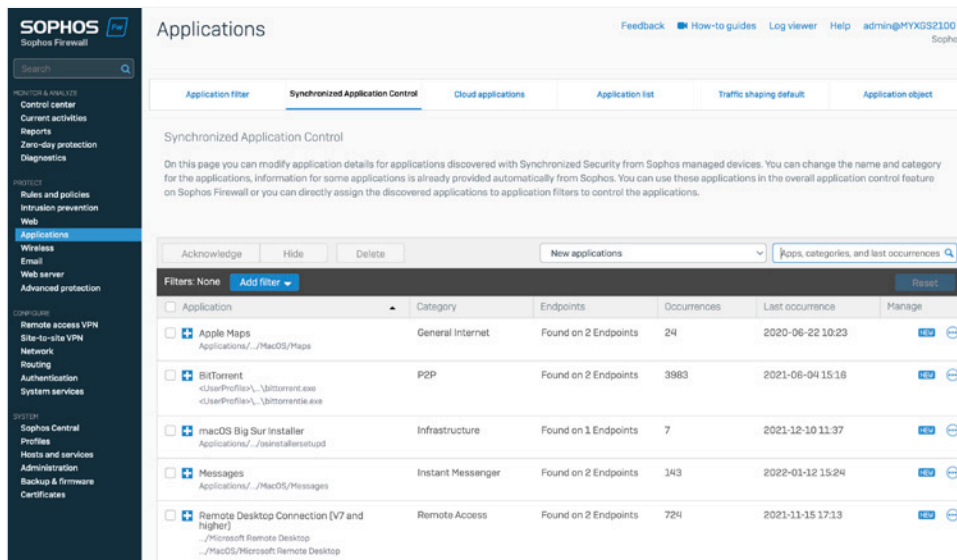 SOPHOS Fw
Sophos Firewall
Search
MONITOR & ANALYZE
Control center
Current activities
Reports
Zero-day protection
Diagnostics
PROTECT
Rules and policies
Intrusion prevention
Web
Applications
Wireless
Email
Web server
Advanced protection
CONFIGURE
Remote access VPN
Site-to-site VPN
Network
Routing
Authentication
System services
SYSTEM
Sophos Central
Profiles
Hosts and services
Administration
Backup & firmware
Certificates
Applications
Feedback How-to guides Log viewer Help admin@MYXGS2100
Sopho
Application filter Synchronized Application Control Cloud applications Application list Traffic shaping default Application object
Synchronized Application Control
On this page you can modify application details for applications discovered with Synchronized Security from Sophos managed devices. You can change the name and category
for the applications, information for some applications is already provided automatically from Sophos. You can use these applications in the overall application control feature
on Sophos Firewall or you can directly assign the discovered applications to application filters to control the applications.
Acknowledge Hide Delete New applications Apps, categories, and last occurrences
Filters: None Add filter Reset
Application Category Endpoints Occurrences Last occurrence Manage
Apple Maps General Internet Found on 2 Endpoints 24 2020-06-22 10:23 NEW
Applications/.../MacOS/Maps
BitTorrent P2P Found on 2 Endpoints 3983 2021-06-04 15:16 NEW
<UserProfile>\...\bittorrent.exe
<UserProfile>\...\bittorrentie.exe
macOS Big Sur Installer Infrastructure Found on 1 Endpoints 7 2021-12-10 11:37 NEW
Applications/.../osinstallersetupd
Messages Instant Messenger Found on 2 Endpoints 143 2022-01-12 15:24 NEW
Applications/.../MacOS/Messages
Remote Desktop Connection (V7 and Remote Access Found on 2 Endpoints 724 2021-11-15 17:13 NEW
higher)
.../Microsoft Remote Desktop
.../MacOS/Microsoft Remote Desktop